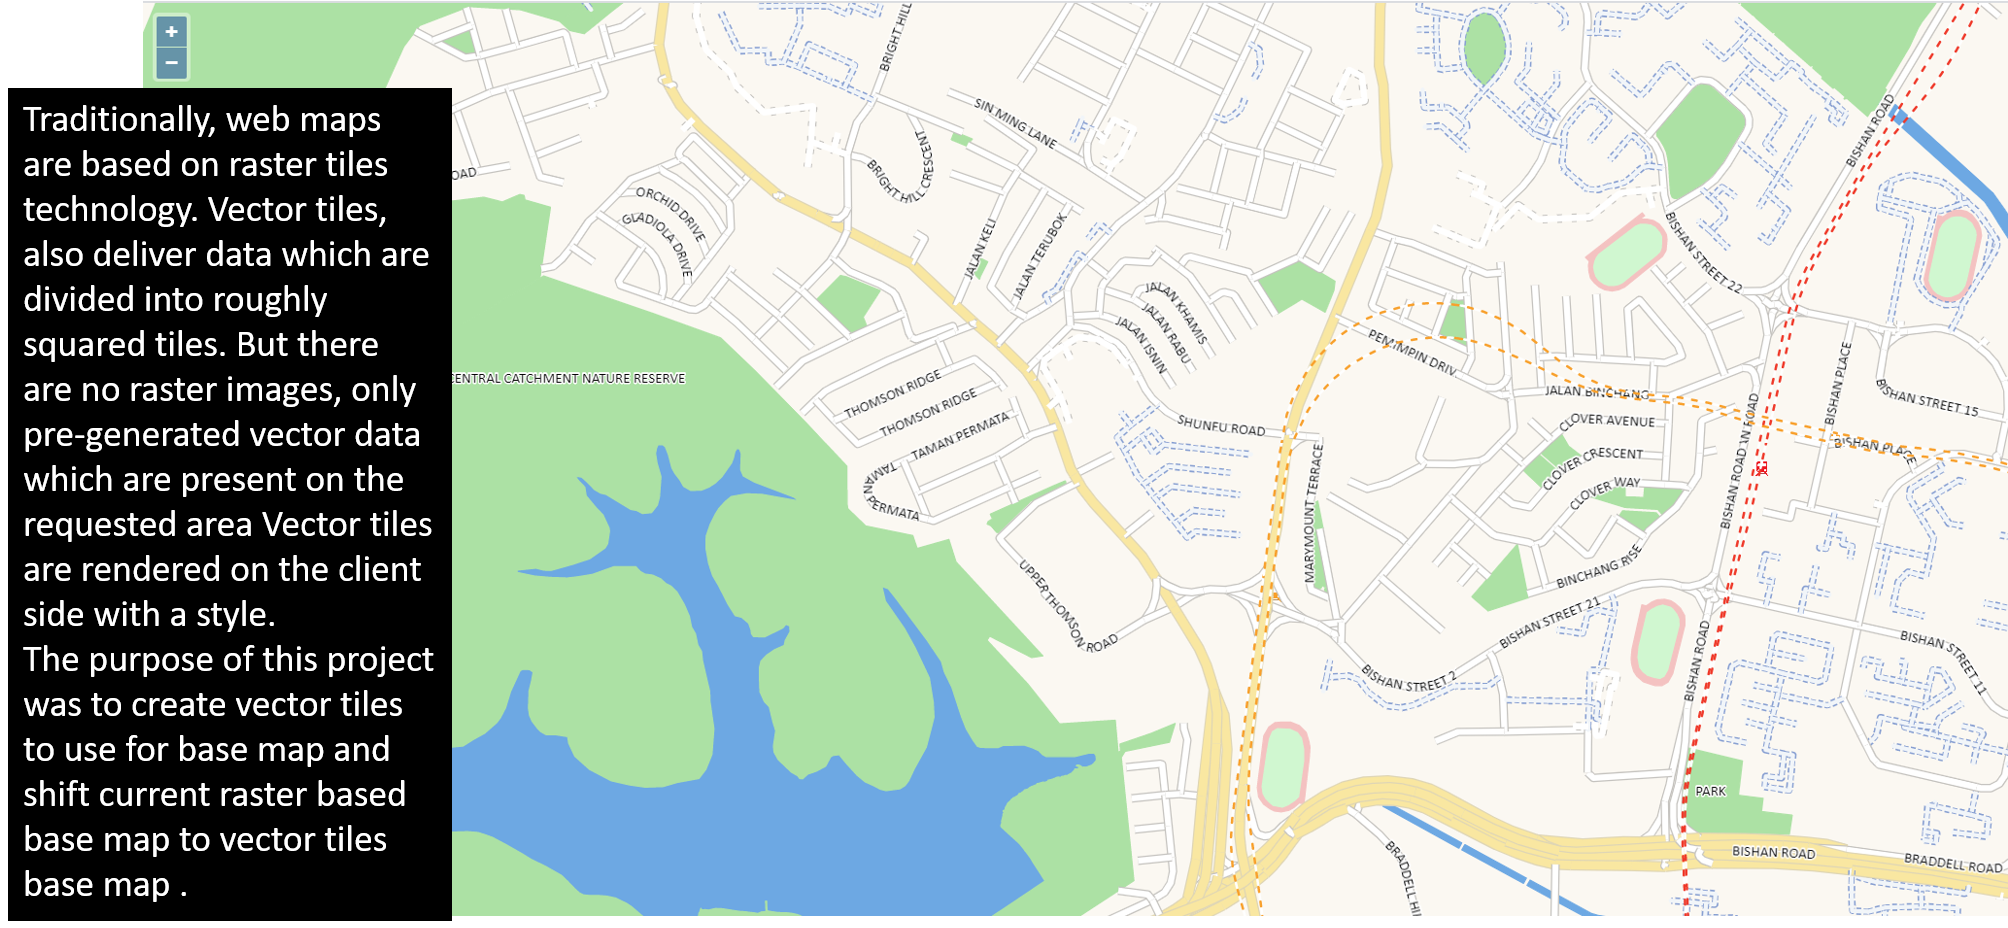 +
−
Traditionally, web maps
are based on raster tiles
technology. Vector tiles,
also deliver data which are
divided into roughly
squared tiles. But there
are no raster images, only
pre-generated vector data
which are present on the
requested area Vector tiles
are rendered on the client
side with a style.
The purpose of this project
was to create vector tiles
to use for base map and
shift current raster based
base map to vector tiles
base map .
BRIGHT HILL
SIN MING LANE
BRIGHT HILL CRESCENT
BISHAN ROAD
OAD
ORCHID DRIVE
GLADIOLA DRIVE
JALAN KELI
JALAN TERUBOK
BISHAN STREET 22
JALAN KHAMIS
JALAN RABU
JALAN ISNIN
PEMIMPIN DRIV
CENTRAL CATCHMENT NATURE RESERVE
THOMSON RIDGE
THOMSON RIDGE
TAMAN PERMATA
TAMAN PERMATA
SHUNFU ROAD
JALAN BINCHANG
CLOVER AVENUE
CLOVER CRESCENT
CLOVER WAY
BISHAN PLACE
BISHAN STREET 15
BISHAN PLACE
AN ROAD
BISHAN ROAD
MARYMOUNT TERRACE
BINCHANG RISE
BISHAN STREET 21
UPPER THOMSON ROAD
BISHAN STREET 2
BISHAN ROAD
BISHAN STREET 11
PARK
BISHAN ROAD
BRADDELL ROAD
BRADDELL HI